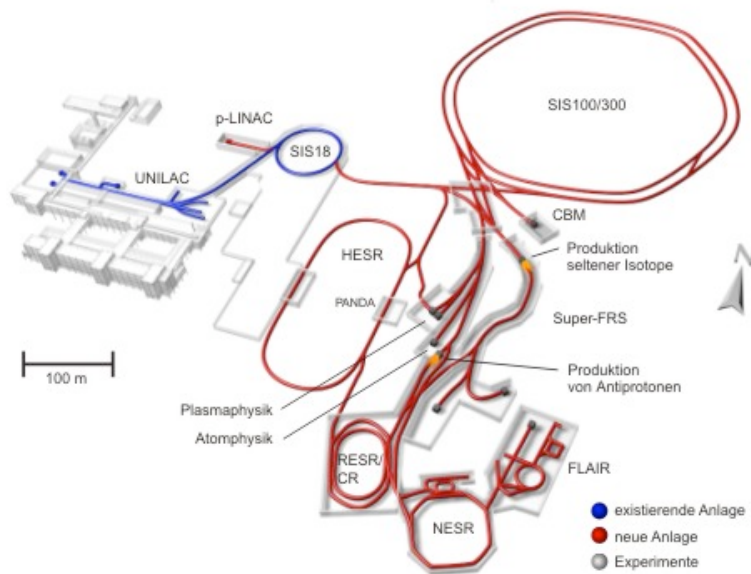 p-LINAC
SIS18
SIS100/300
UNILAC
CBM
HESR
Produktion
seltener Isotope
PANDA
N
Super-FRS
100 m
Produktion
von Antiprotonen
Plasmaphysik
Atomphysik
RESR/
CR
FLAIR
NESR
existierende Anlage
neue Anlage
Experimente